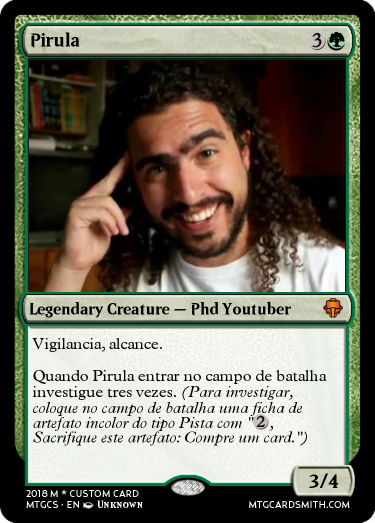 Pirula 3
Legendary Creature — Phd Youtuber
Vigilancia, alcance.
Quando Pirula entrar no campo de batalha
investigue tres vezes. (Para investigar,
coloque no campo de batalha uma ficha de
artefato incolor do tipo Pista com "2,
Sacrifique este artefato: Compre um card.")
3/4
2018 M * CUSTOM CARD
MTGCS · EN UNKNOWN
MTGCARDSMITH.COM